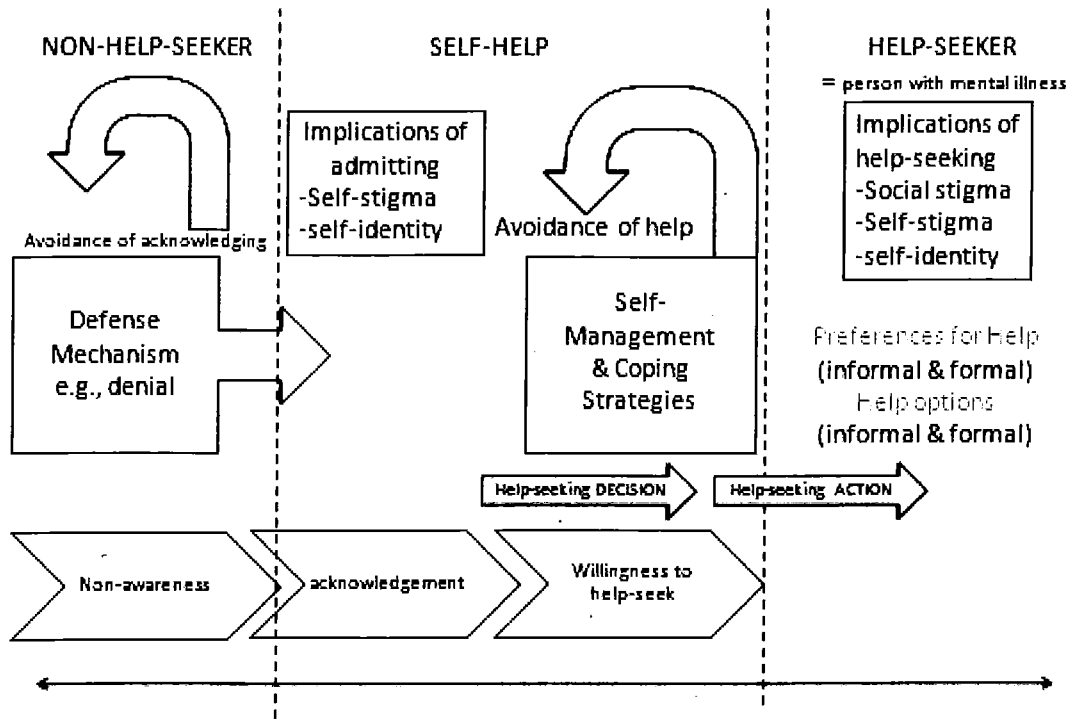 NON-HELP-SEEKER
SELF-HELP
HELP-SEEKER
= person with mental illness
Implications of
admitting
-Self-stigma
-self-identity
Implications of
help-seeking
-Social stigma
-Self-stigma
-self-identity
Avoidance of acknowledging
Avoidance of help
Defense
Mechanism
e.g., denial
Self-
Management
& Coping
Strategies
Preferences for Help
(informal & formal)
Help options
(informal & formal)
Help-seeking DECISION
Help-seeking ACTION
Non-awareness
acknowledgement
Willingness to
help-seek